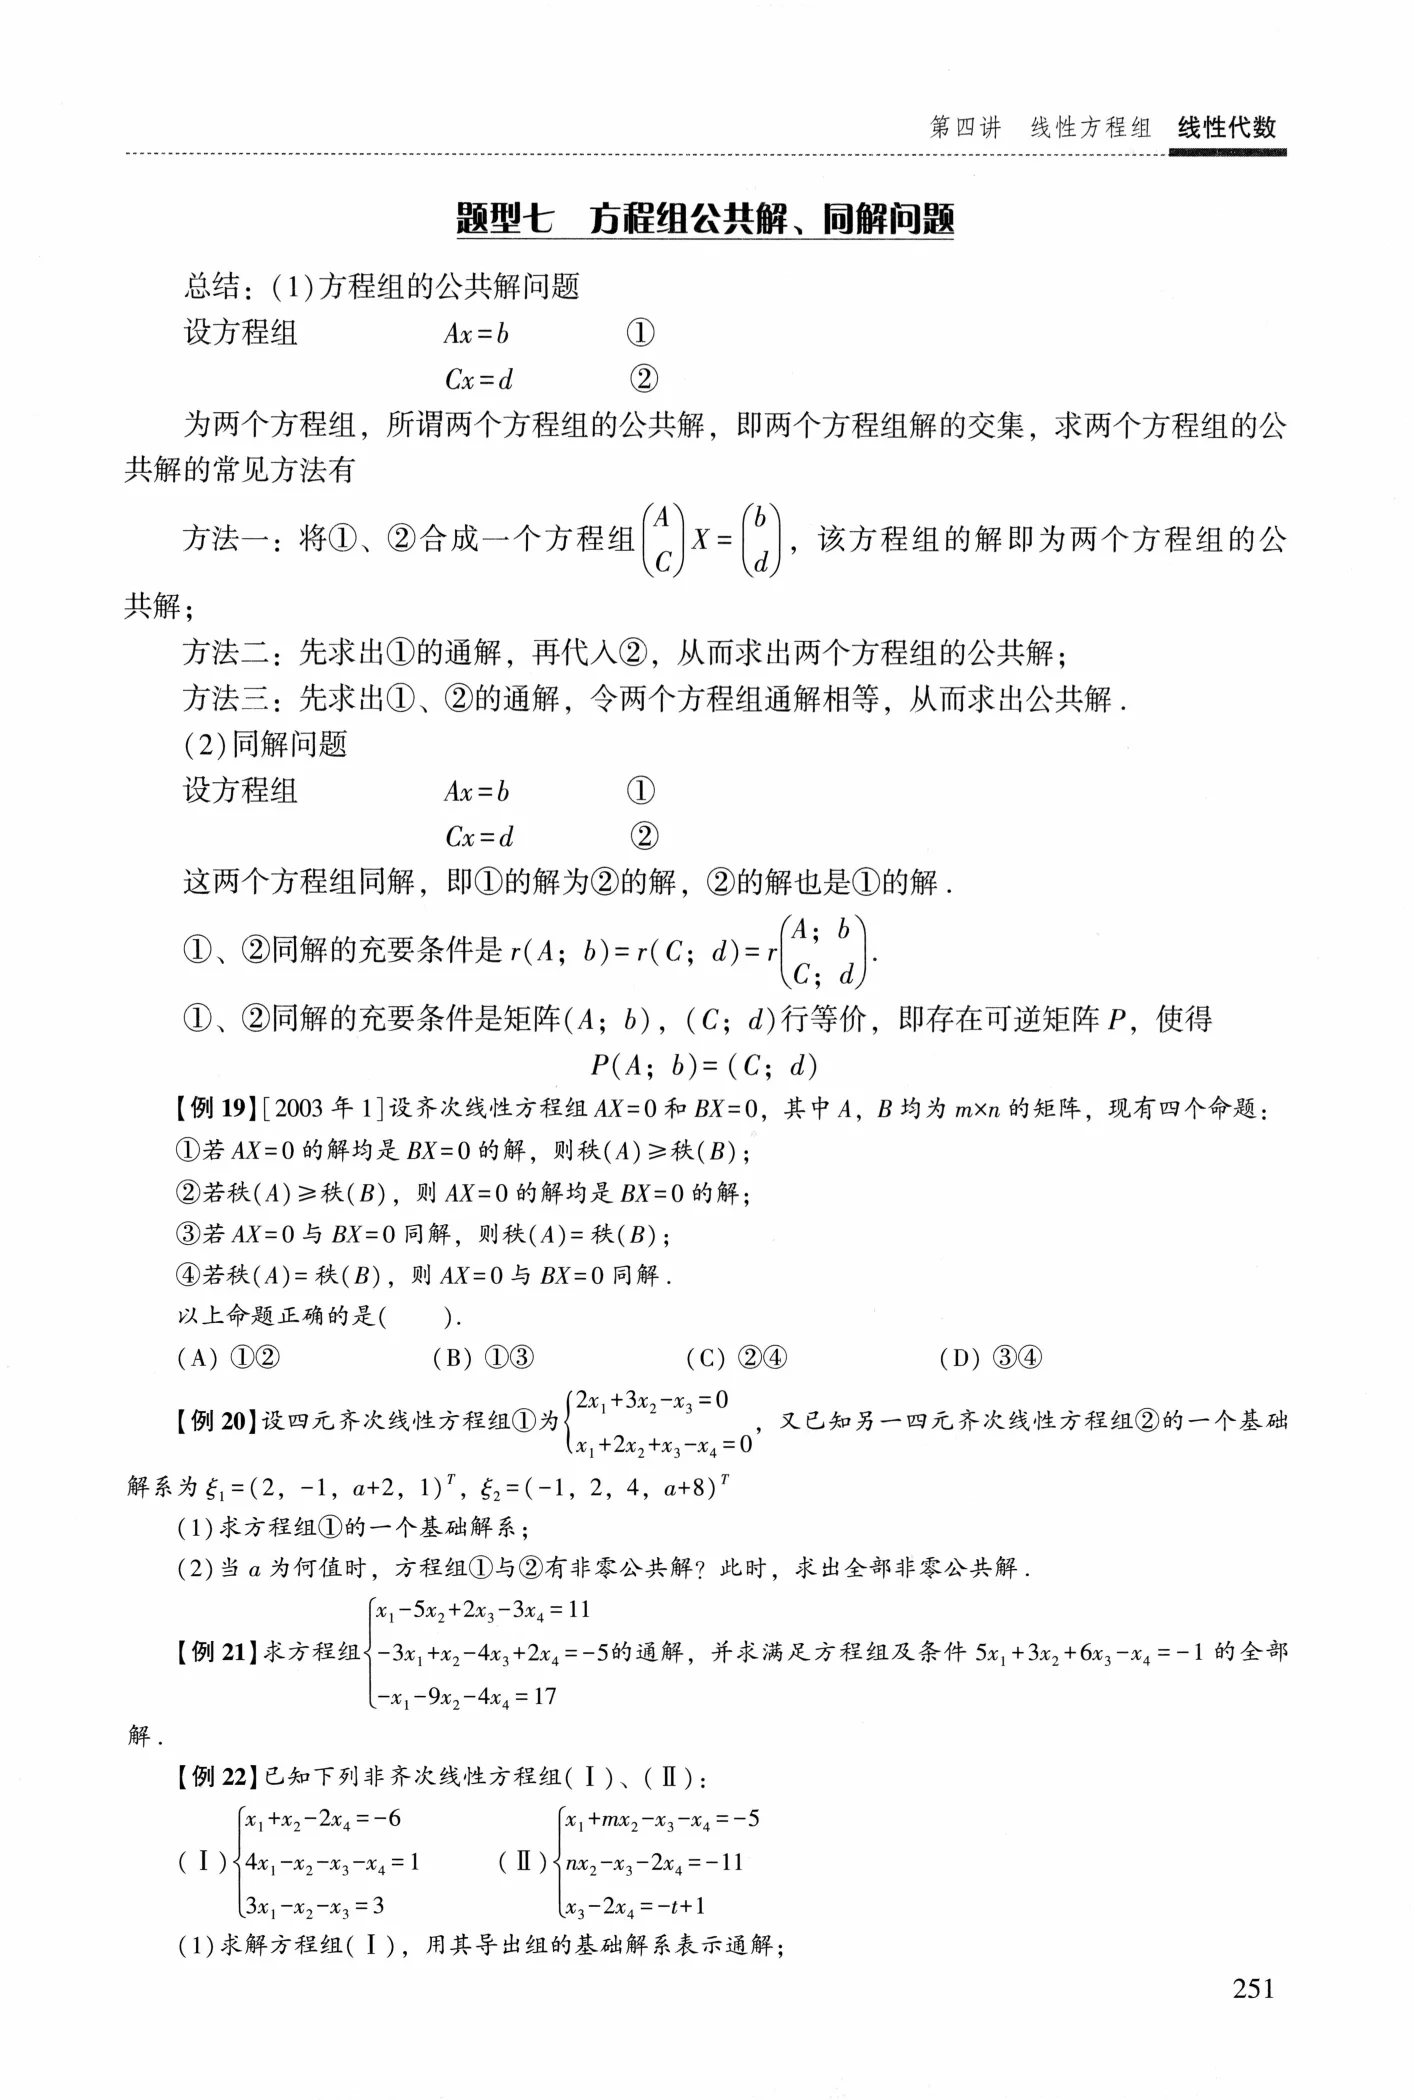 第四讲 线性方程组 线性代数
题型七 方程组公共解、同解问题
总结：(1)方程组的公共解问题
设方程组 Ax=b ①
Cx=d ②
为两个方程组，所谓两个方程组的公共解，即两个方程组解的交集，求两个方程组的公
共解的常见方法有
方法一：将①、②合成一个方程组$\begin{pmatrix}A\\C\end{pmatrix}X=\begin{pmatrix}b\\d\end{pmatrix}$，该方程组的解即为两个方程组的公
共解；
方法二：先求出①的通解，再代入②，从而求出两个方程组的公共解；
方法三：先求出①、②的通解，令两个方程组通解相等，从而求出公共解.
(2)同解问题
设方程组 Ax=b ①
Cx=d ②
这两个方程组同解，即①的解为②的解，②的解也是①的解.
①、②同解的充要条件是 r(A；b)=r(C；d)=r$\begin{pmatrix}A；b\\C；d\end{pmatrix}$.
①、②同解的充要条件是矩阵(A；b)，(C；d)行等价，即存在可逆矩阵 P，使得
P(A；b)=(C；d)
【例 19】[2003 年 1]设齐次线性方程组 AX=0 和 BX=0，其中 A，B 均为 m×n 的矩阵，现有四个命题：
①若 AX=0 的解均是 BX=0 的解，则秩(A)≥秩(B)；
②若秩(A)≥秩(B)，则 AX=0 的解均是 BX=0 的解；
③若 AX=0 与 BX=0 同解，则秩(A)=秩(B)；
④若秩(A)=秩(B)，则 AX=0 与 BX=0 同解.
以上命题正确的是( ).
(A) ①② (B) ①③ (C) ②④ (D) ③④
【例 20】设四元齐次线性方程组①为$\begin{cases}2x_1+3x_2-x_3=0\\x_1+2x_2+x_3-x_4=0\end{cases}$，又已知另一四元齐次线性方程组②的一个基础
解系为 $\xi_1=(2，-1，a+2，1)^T$，$\xi_2=(-1，2，4，a+8)^T$
(1)求方程组①的一个基础解系；
(2)当 a 为何值时，方程组①与②有非零公共解？此时，求出全部非零公共解.
【例 21】求方程组$\begin{cases}x_1-5x_2+2x_3-3x_4=11\\-3x_1+x_2-4x_3+2x_4=-5\\-x_1-9x_2-4x_4=17\end{cases}$的通解，并求满足方程组及条件 $5x_1+3x_2+6x_3-x_4=-1$ 的全部
解.
【例 22】已知下列非齐次线性方程组(Ⅰ)、(Ⅱ)：
(Ⅰ)$\begin{cases}x_1+x_2-2x_4=-6\\4x_1-x_2-x_3-x_4=1\\3x_1-x_2-x_3=3\end{cases}$ (Ⅱ)$\begin{cases}x_1+mx_2-x_3-x_4=-5\\nx_2-x_3-2x_4=-11\\x_3-2x_4=-t+1\end{cases}$
(1)求解方程组(Ⅰ)，用其导出组的基础解系表示通解；
251